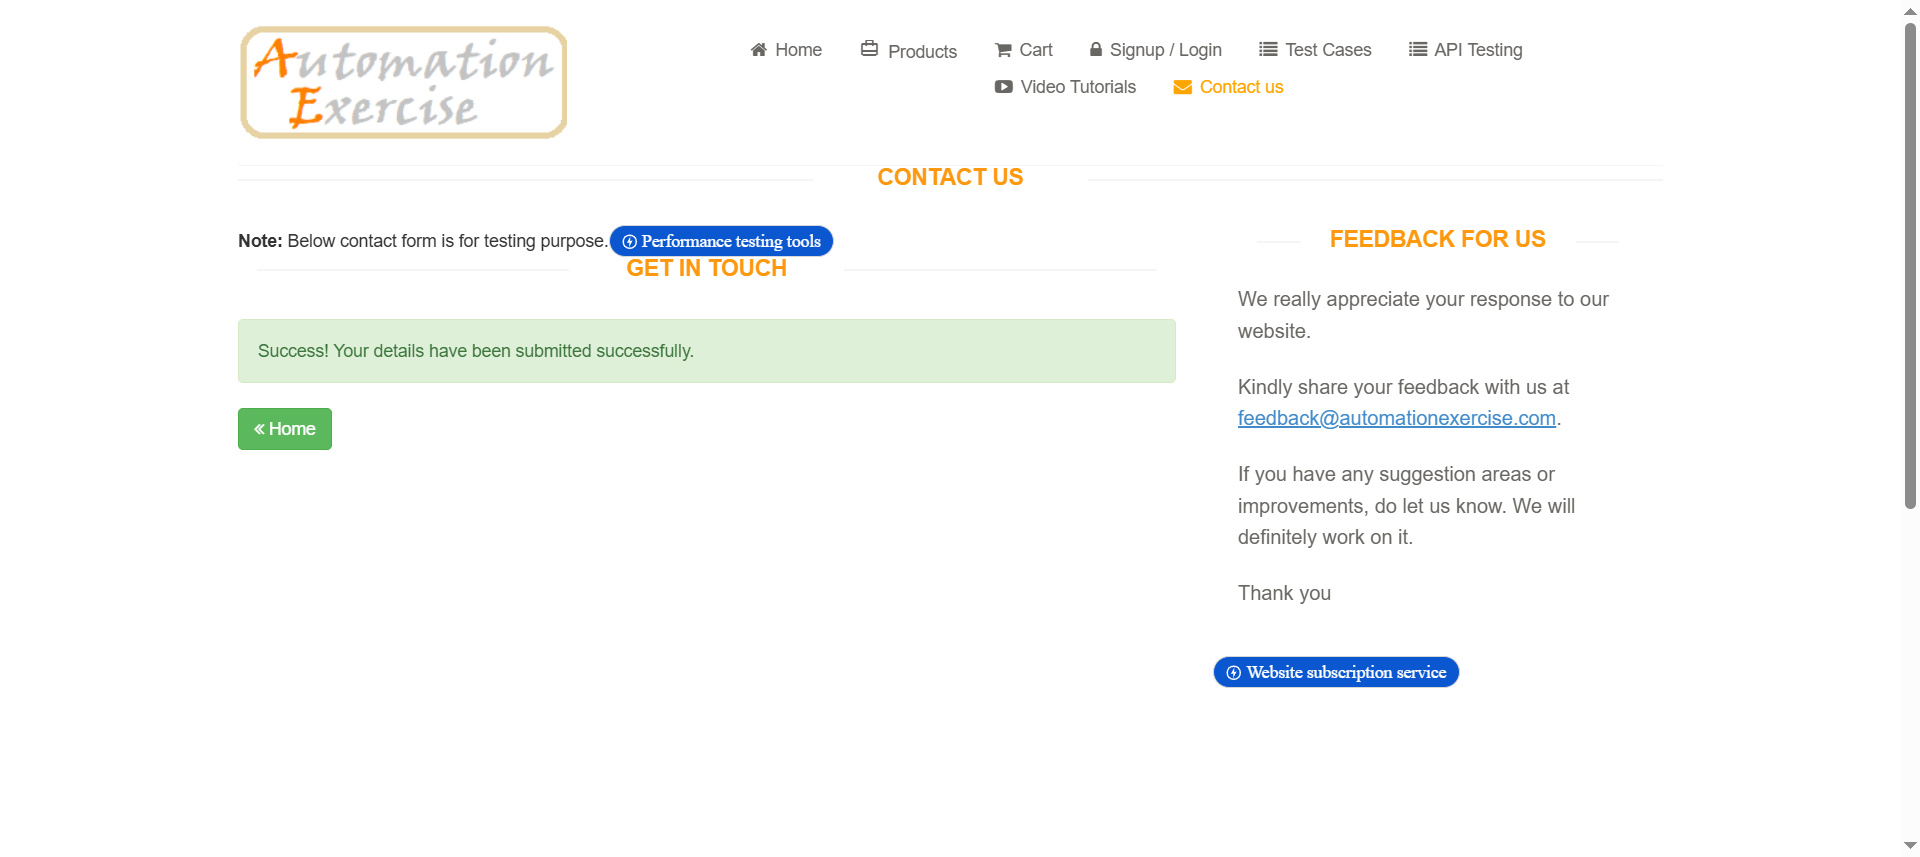 Automation
Exercise
Home
Products
Cart
Signup / Login
Test Cases
API Testing
Video Tutorials
Contact us
CONTACT US
Note: Below contact form is for testing purpose.
Performance testing tools
GET IN TOUCH
Success! Your details have been submitted successfully.
« Home
FEEDBACK FOR US
We really appreciate your response to our
website.
Kindly share your feedback with us at
feedback@automationexercise.com.
If you have any suggestion areas or
improvements, do let us know. We will
definitely work on it.
Thank you
Website subscription service